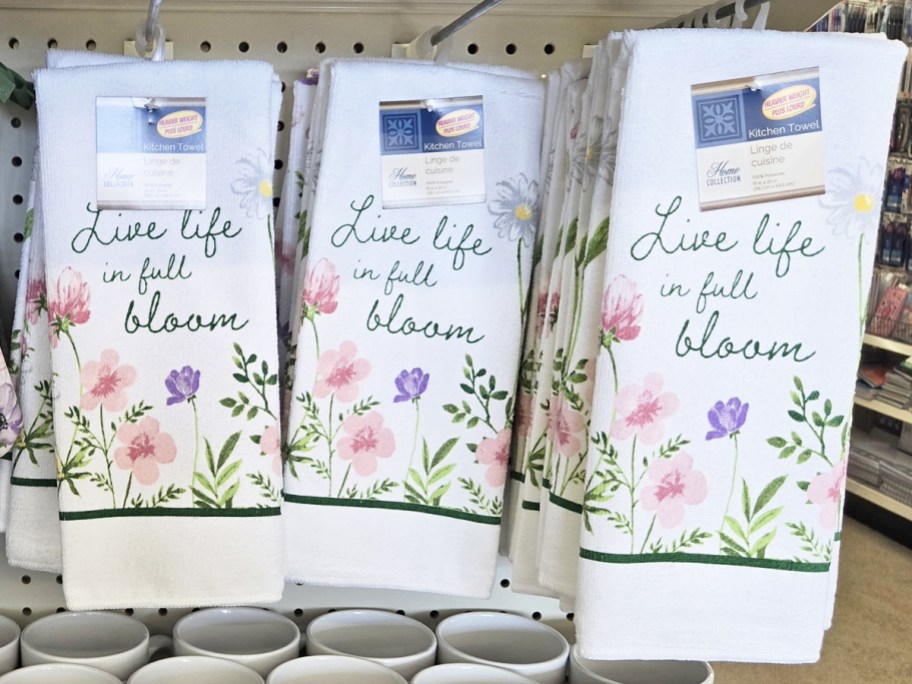 HEAVIER WEIGHT
PLUS LOURD
Kitchen Towel
Linge de
cuisine
Home
COLLECTION
Live life
in full
bloom
HEAVIER WEIGHT
PLUS LOURD
Kitchen Towel
Linge de
cuisine
Home
COLLECTION
Live life
in full
bloom
HEAVIER WEIGHT
PLUS LOURD
Kitchen Towel
Linge de
cuisine
Home
COLLECTION
Live life
in full
bloom